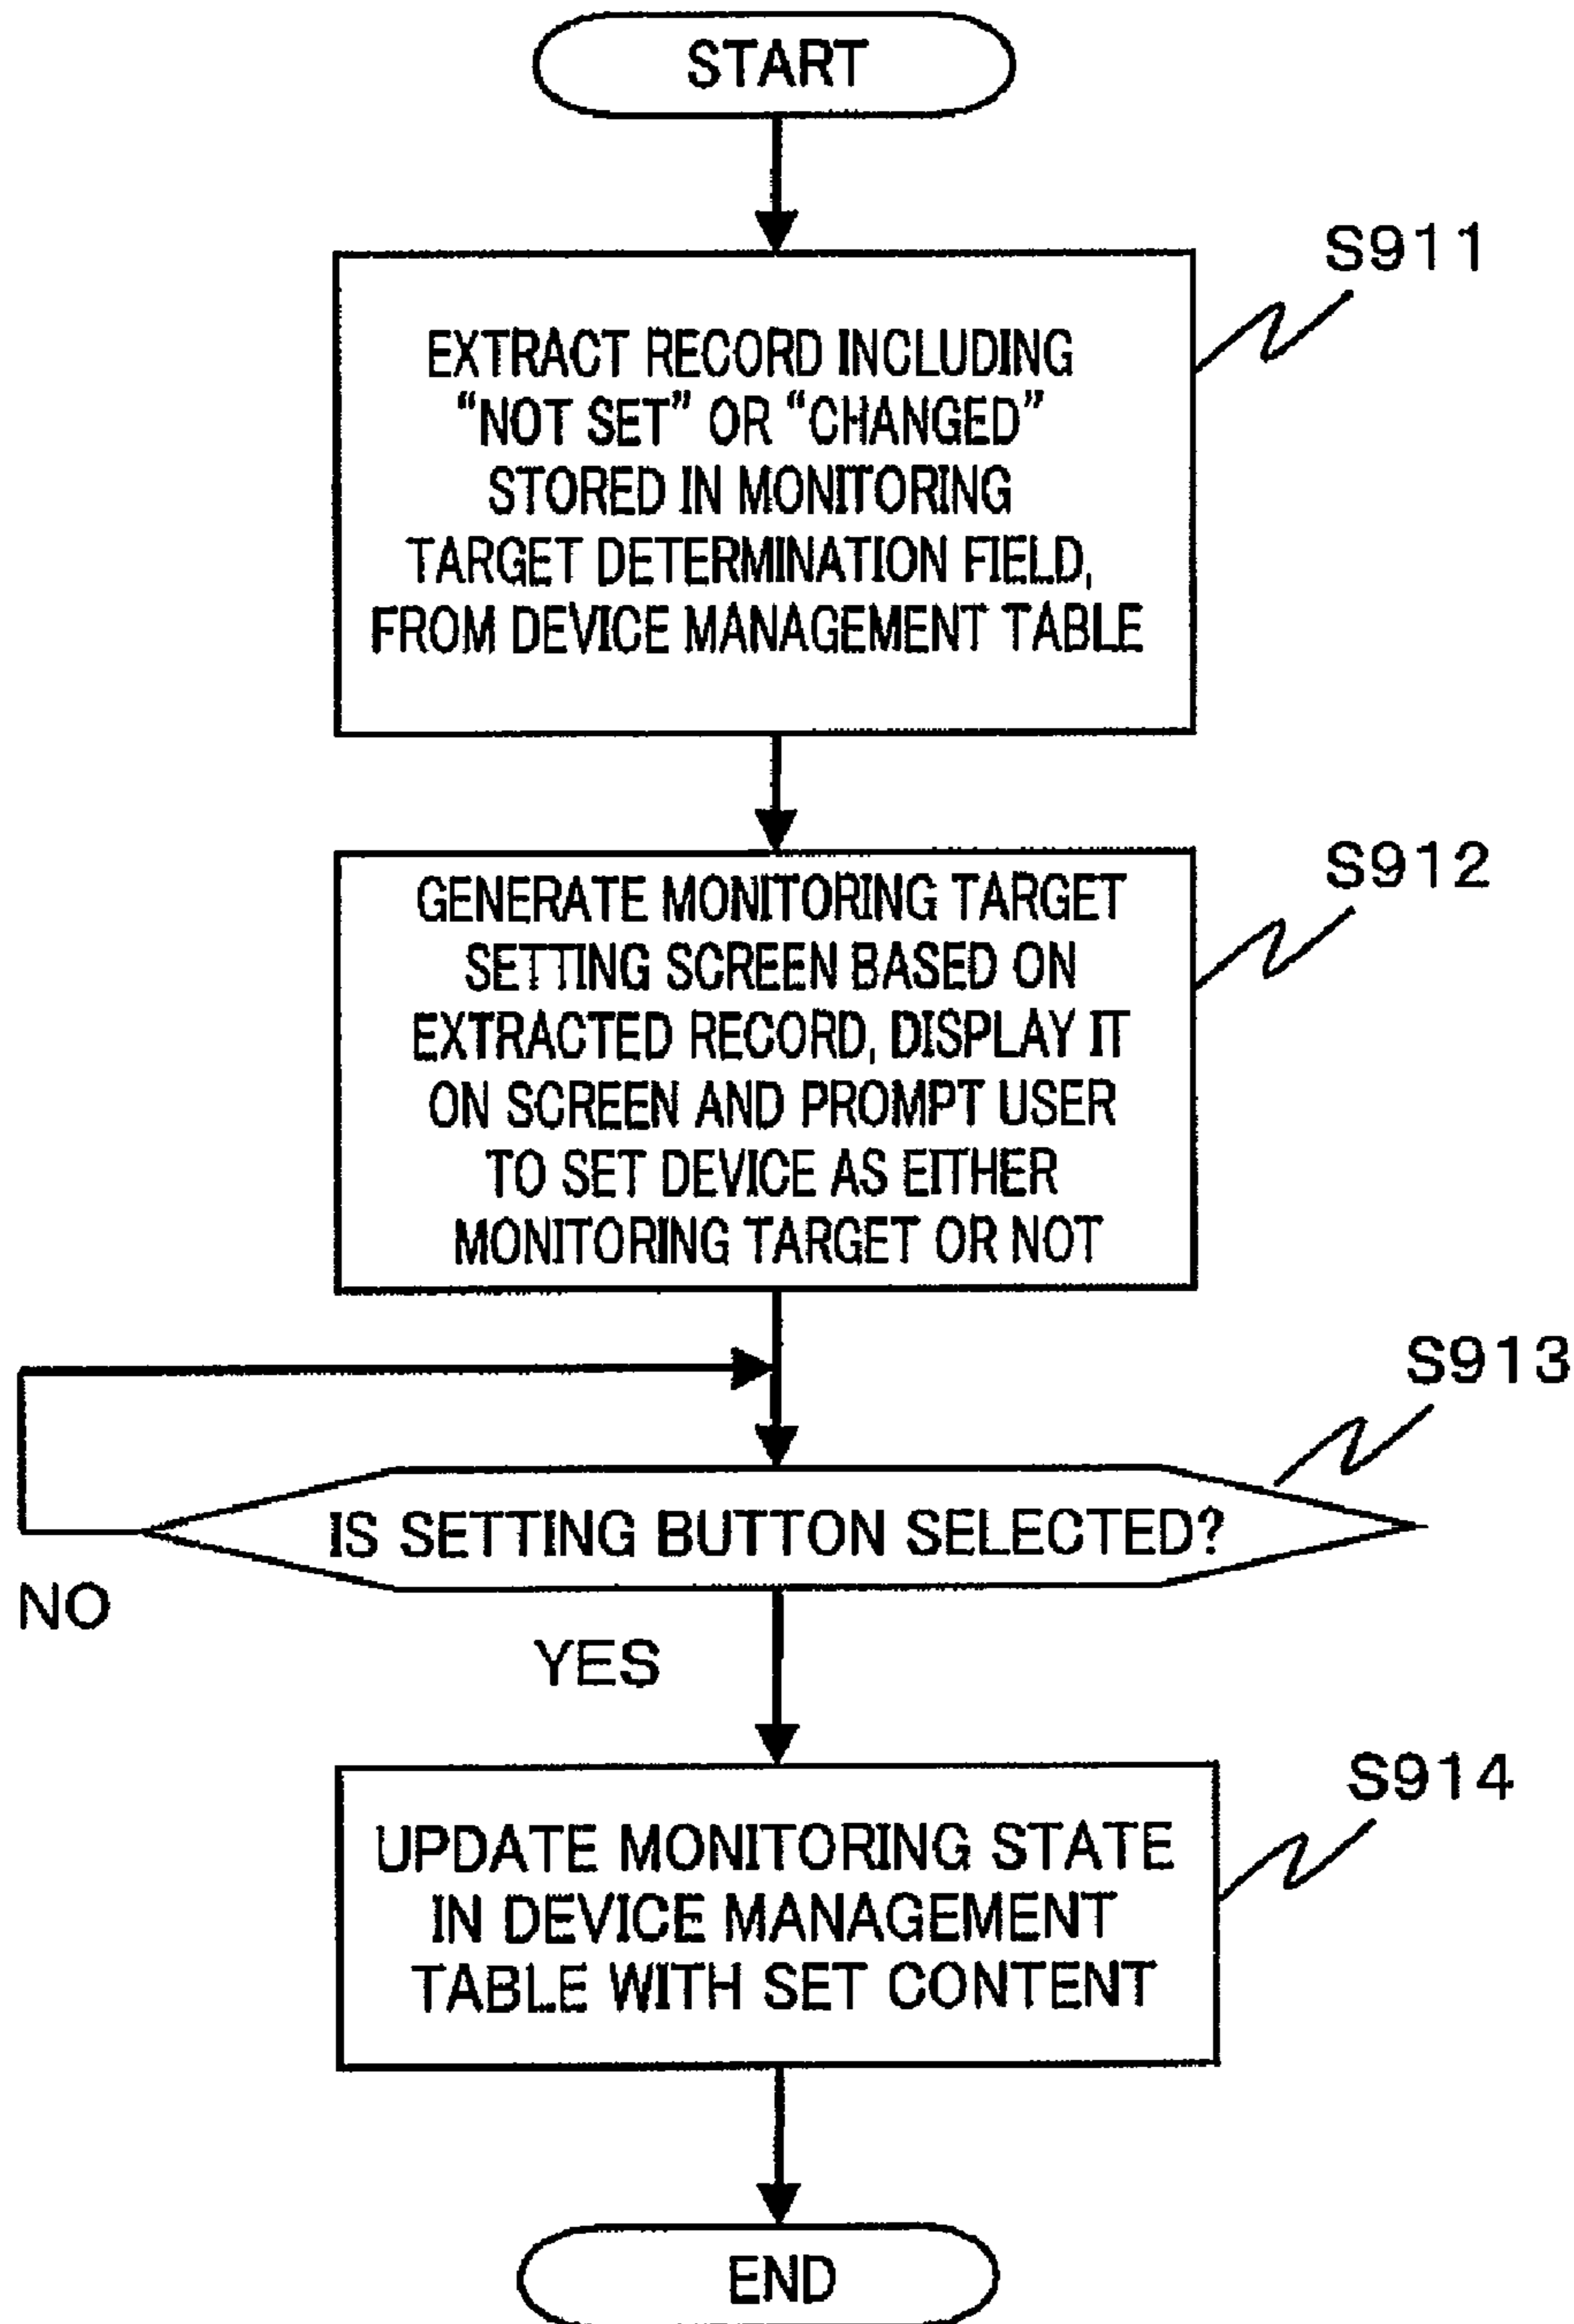 START
S911
EXTRACT RECORD INCLUDING
“NOT SET” OR “CHANGED”
STORED IN MONITORING
TARGET DETERMINATION FIELD,
FROM DEVICE MANAGEMENT TABLE
S912
GENERATE MONITORING TARGET
SETTING SCREEN BASED ON
EXTRACTED RECORD, DISPLAY IT
ON SCREEN AND PROMPT USER
TO SET DEVICE AS EITHER
MONITORING TARGET OR NOT
S913
IS SETTING BUTTON SELECTED?
NO
YES
S914
UPDATE MONITORING STATE
IN DEVICE MANAGEMENT
TABLE WITH SET CONTENT
END